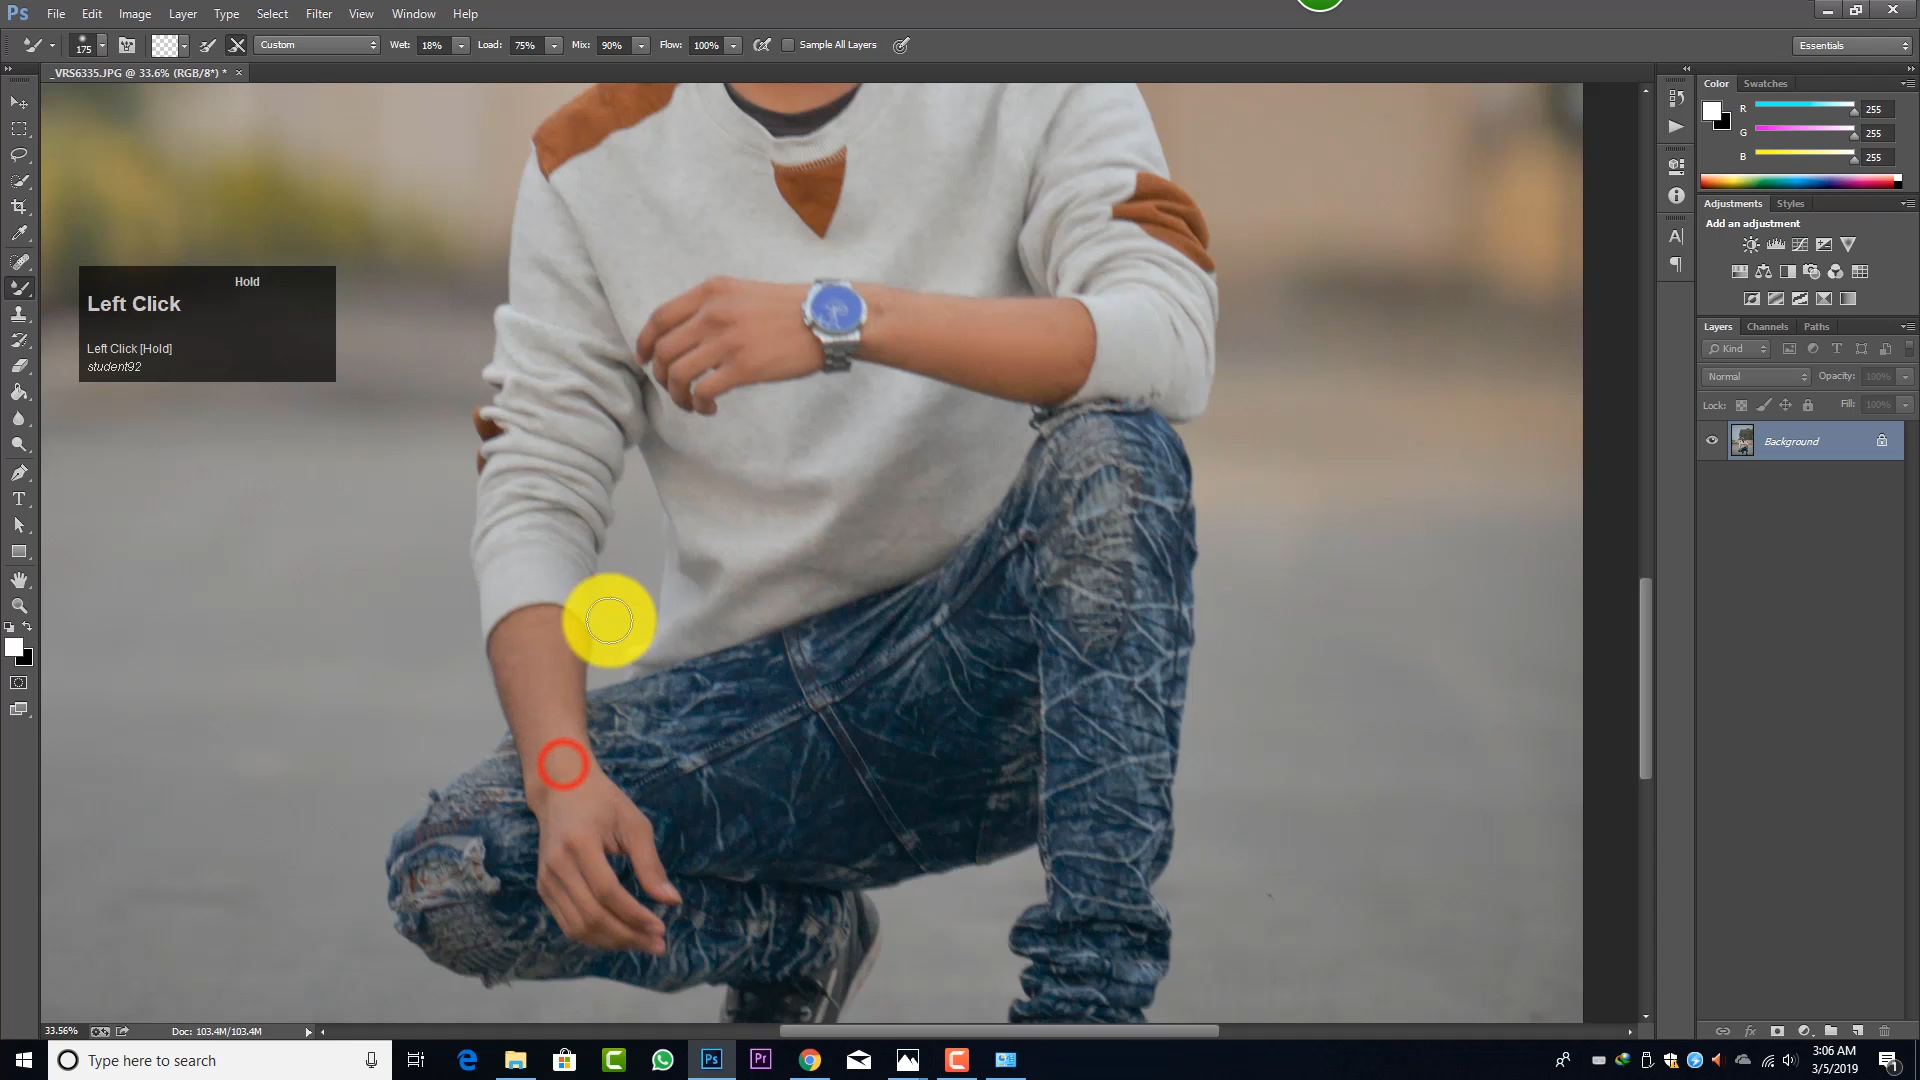 Ps File Edit Image Layer Type Select Filter 3D View Window Help
175 Custom Wet: 18% Load: 75% Mix: 90% Flow: 100% Sample All Layers Essentials
_VRS6335.JPG @ 33.6% (RGB/8*) * ×
Color Swatches
R 255
G 255
B 255
Adjustments Styles
Add an adjustment
Hold
Left Click
Left Click [Hold]
student92
Layers Channels Paths
Kind
Normal Opacity: 100%
Lock: Fill: 100%
Background
33.56% Doc: 103.4M/103.4M
Type here to search
Ps Pr
3:06 AM
3/5/2019
1